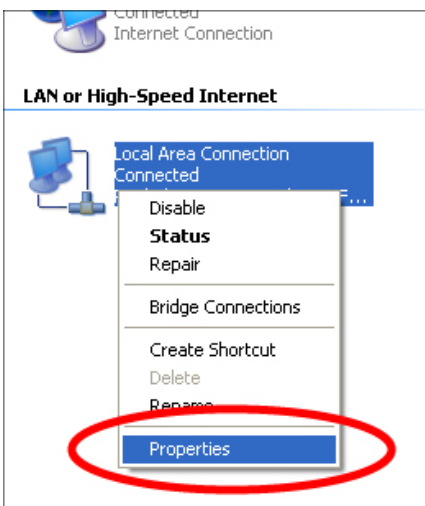 Connected
Internet Connection
LAN or High-Speed Internet
Local Area Connection
Connected
Disable
Status
Repair
Bridge Connections
Create Shortcut
Delete
Rename
Properties